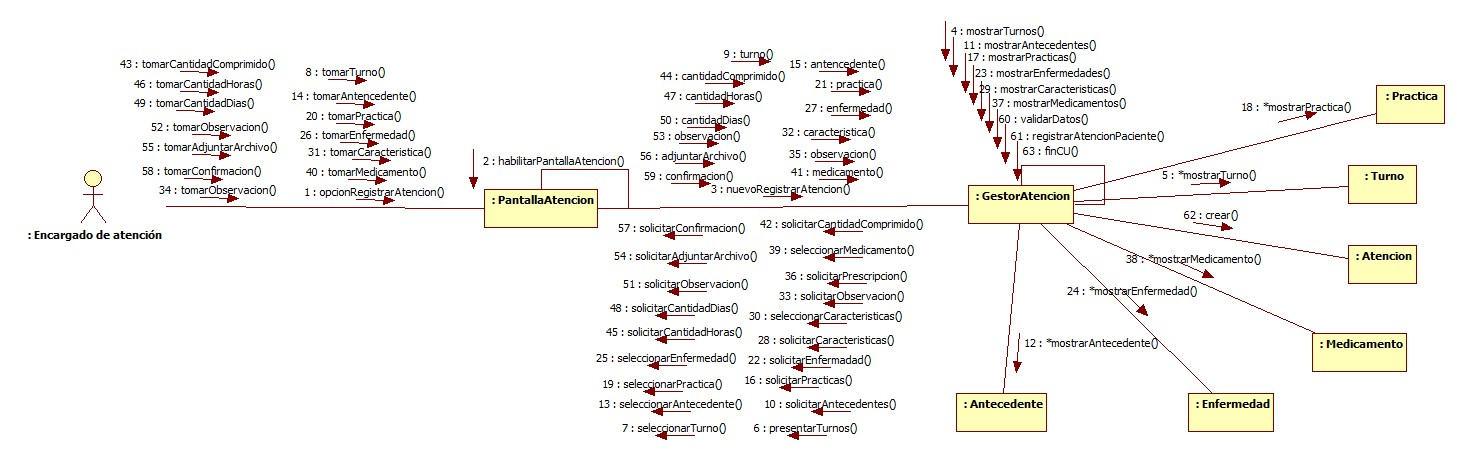 43 : tomarCantidadComprimido()
46 : tomarCantidadHoras()
49 : tomarCantidadDias()
52 : tomarObservacion()
55 : tomarAdjuntarArchivo()
58 : tomarConfirmacion()
34 : tomarObservacion()
8 : tomarTurno()
14 : tomarAntencedente()
20 : tomarPractica()
26 : tomarEnfermedad()
31 : tomarCaracteristica()
40 : tomarMedicamento()
1 : opcionRegistrarAtencion()
: Encargado de atención
2 : habilitarPantallaAtencion()
: PantallaAtencion
9 : turno()
44 : cantidadComprimido()
47 : cantidadHoras()
50 : cantidadDias()
53 : observacion()
56 : adjuntarArchivo()
59 : confirmacion()
3 : nuevoRegistrarAtencion()
15 : antencedente()
21 : practica()
27 : enfermedad()
32 : caracteristica()
35 : observacion()
41 : medicamento()
57 : solicitarConfirmacion()
54 : solicitarAdjuntarArchivo()
51 : solicitarObservacion()
48 : solicitarCantidadDias()
45 : solicitarCantidadHoras()
25 : seleccionarEnfermedad()
19 : seleccionarPractica()
13 : seleccionarAntecedente()
7 : seleccionarTurno()
42 : solicitarCantidadComprimido()
39 : seleccionarMedicamento()
36 : solicitarPrescripcion()
33 : solicitarObservacion()
30 : seleccionarCaracteristicas()
28 : solicitarCaracteristicas()
22 : solicitarEnfermadad()
16 : solicitarPracticas()
10 : solicitarAntecedentes()
6 : presentarTurnos()
4 : mostrarTurnos()
11 : mostrarAntecedentes()
17 : mostrarPracticas()
23 : mostrarEnfermedades()
29 : mostrarCaracteristicas()
37 : mostrarMedicamentos()
60 : validarDatos()
61 : registrarAtencionPaciente()
63 : finCU()
: GestorAtencion
18 : *mostrarPractica()
: Practica
5 : *mostrarTurno()
: Turno
62 : crear()
: Atencion
38 : *mostrarMedicamento()
: Medicamento
24 : *mostrarEnfermedad()
: Enfermedad
12 : *mostrarAntecedente()
: Antecedente